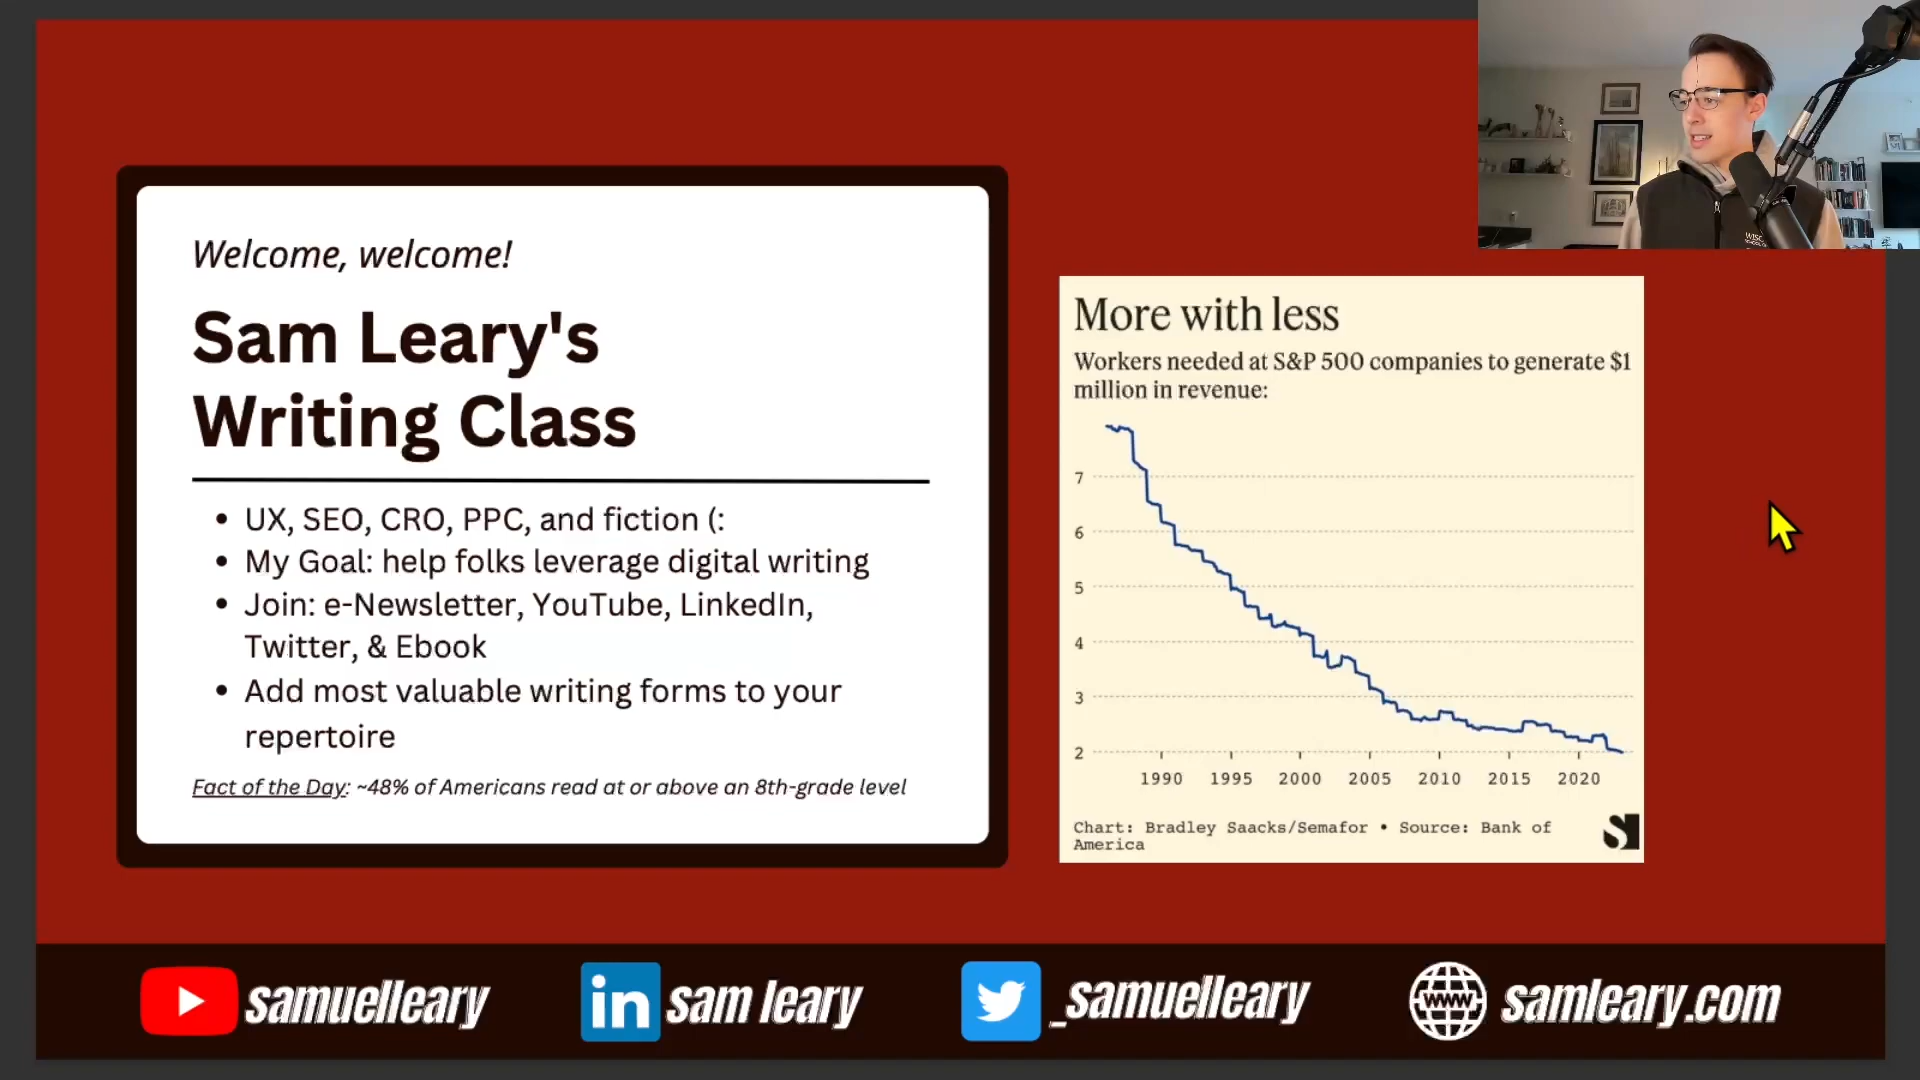 Welcome, welcome!
Sam Leary's
Writing Class
• UX, SEO, CRO, PPC, and fiction (:
• My Goal: help folks leverage digital writing
• Join: e-Newsletter, YouTube, LinkedIn,
Twitter, & Ebook
• Add most valuable writing forms to your
repertoire
Fact of the Day: ~48% of Americans read at or above an 8th-grade level
More with less
Workers needed at S&P 500 companies to generate $1
million in revenue:
7
6
5
4
3
2
1990 1995 2000 2005 2010 2015 2020
Chart: Bradley Saacks/Semafor • Source: Bank of
America
samuelleary
in sam leary
_samuelleary
www samleary.com